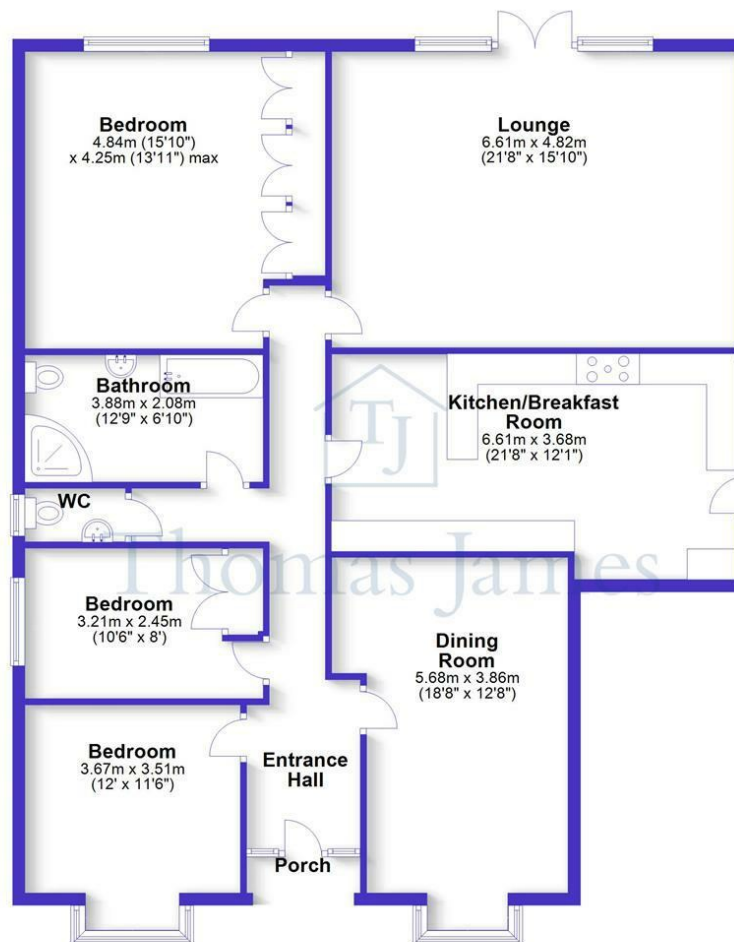 Bedroom
4.84m (15'10")
x 4.25m (13'11") max
Lounge
6.61m x 4.82m
(21'8" x 15'10")
Bathroom
3.88m x 2.08m
(12'9" x 6'10")
Kitchen/Breakfast
Room
6.61m x 3.68m
(21'8" x 12'1")
TJ
WC
Thomas James
Bedroom
3.21m x 2.45m
(10'6" x 8')
Dining
Room
5.68m x 3.86m
(18'8" x 12'8")
Bedroom
3.67m x 3.51m
(12' x 11'6")
Entrance
Hall
Porch